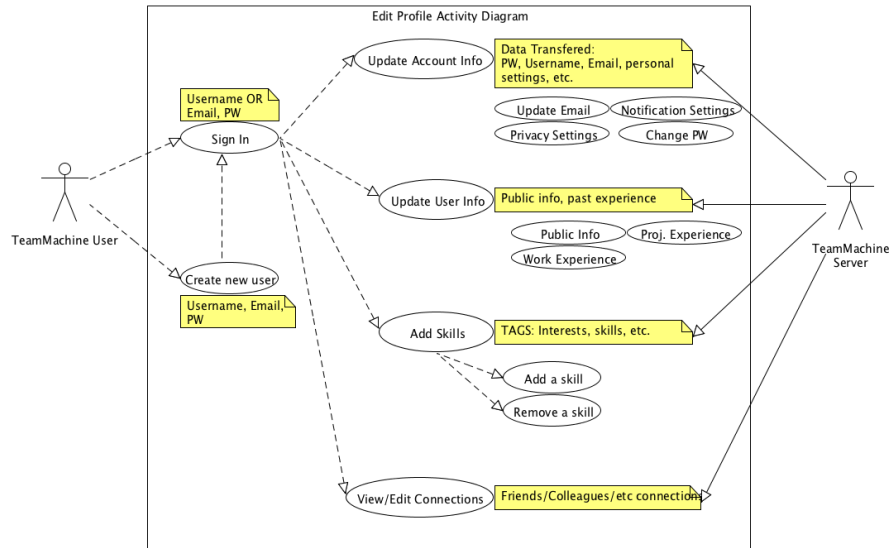 Edit Profile Activity Diagram
Update Account Info
Data Transfered:
PW, Username, Email, personal
settings, etc.
Username OR
Email, PW
Sign In
Update Email
Notification Settings
Privacy Settings
Change PW
TeamMachine User
Update User Info
Public info, past experience
Public Info
Proj. Experience
Work Experience
TeamMachine
Server
Create new user
Username, Email,
PW
Add Skills
TAGS: Interests, skills, etc.
Add a skill
Remove a skill
View/Edit Connections
Friends/Colleagues/etc connections